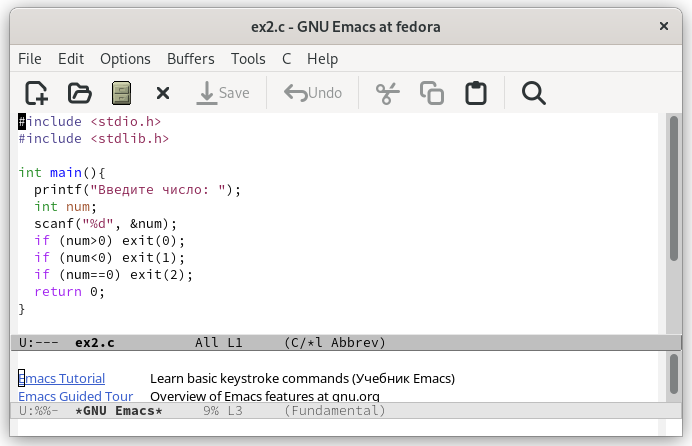 ex2.c - GNU Emacs at fedora
File Edit Options Buffers Tools C Help
Save Undo
#include <stdio.h>
#include <stdlib.h>
int main(){
  printf("Введите число: ");
  int num;
  scanf("%d", &num);
  if (num>0) exit(0);
  if (num<0) exit(1);
  if (num==0) exit(2);
  return 0;
}
U:--- ex2.c All L1 (C/*l Abbrev)
Emacs Tutorial Learn basic keystroke commands (Учебник Emacs)
Emacs Guided Tour Overview of Emacs features at gnu.org
U:%%- *GNU Emacs* 9% L3 (Fundamental)